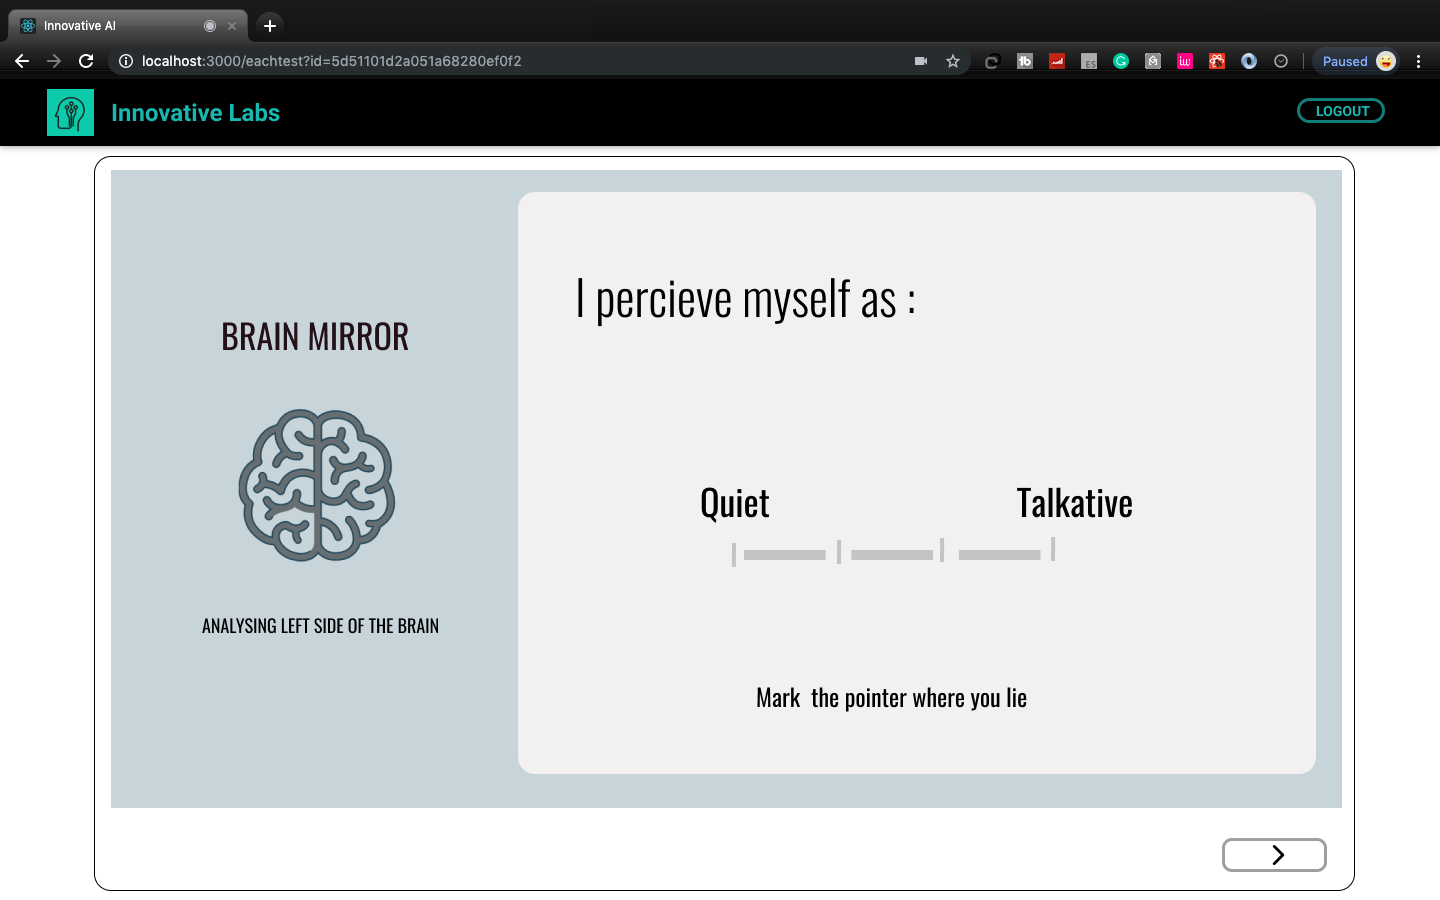 Innovative AI
localhost:3000/eachtest?id=5d51101d2a051a68280ef0f2
Paused
Innovative Labs
LOGOUT
BRAIN MIRROR
ANALYSING LEFT SIDE OF THE BRAIN
I percieve myself as :
Quiet Talkative
Mark the pointer where you lie